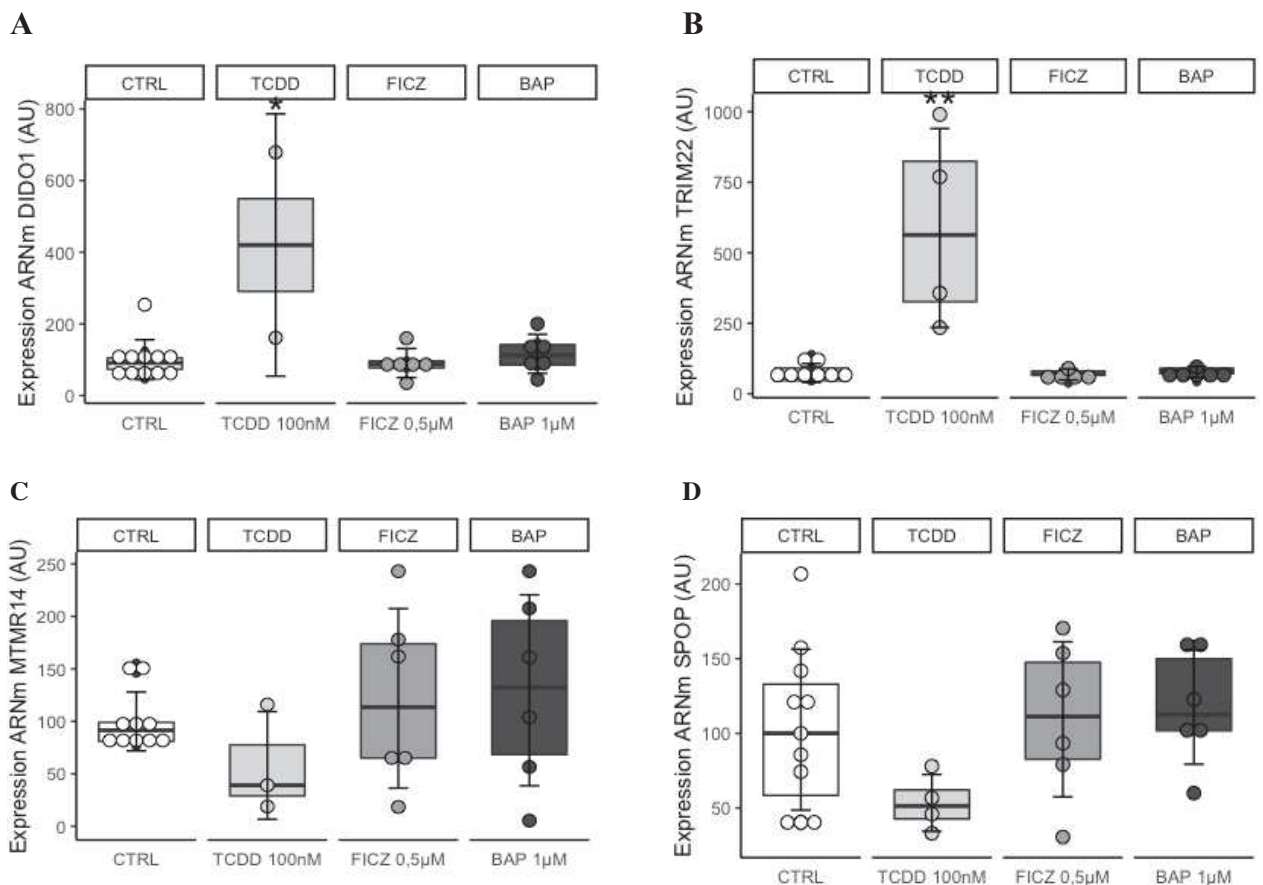 A
Expression ARNm DIDO1 (AU)
CTRL TCDD FICZ BAP
*
800
600
400
200
0
CTRL TCDD 100nM FICZ 0,5µM BAP 1µM
B
Expression ARNm TRIM22 (AU)
CTRL TCDD FICZ BAP
**
1000
750
500
250
0
CTRL TCDD 100nM FICZ 0,5µM BAP 1µM
C
Expression ARNm MTMR14 (AU)
CTRL TCDD FICZ BAP
250
200
150
100
50
0
CTRL TCDD 100nM FICZ 0,5µM BAP 1µM
D
Expression ARNm SPOP (AU)
CTRL TCDD FICZ BAP
200
150
100
50
CTRL TCDD 100nM FICZ 0,5µM BAP 1µM